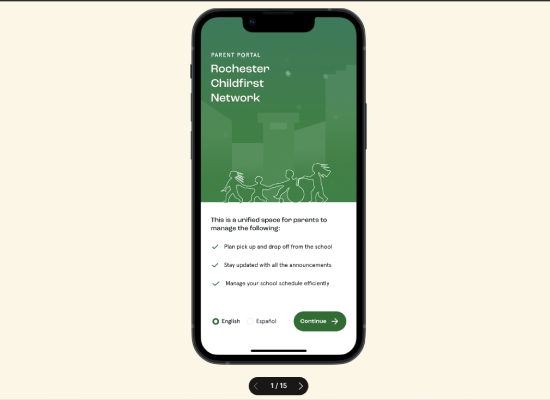 PARENT PORTAL
Rochester
Childfirst
Network
This is a unified space for parents to
manage the following:
Plan pick up and drop off from the school
Stay updated with all the announcements
Manage your school schedule efficiently
English
Español
Continue
1 / 15